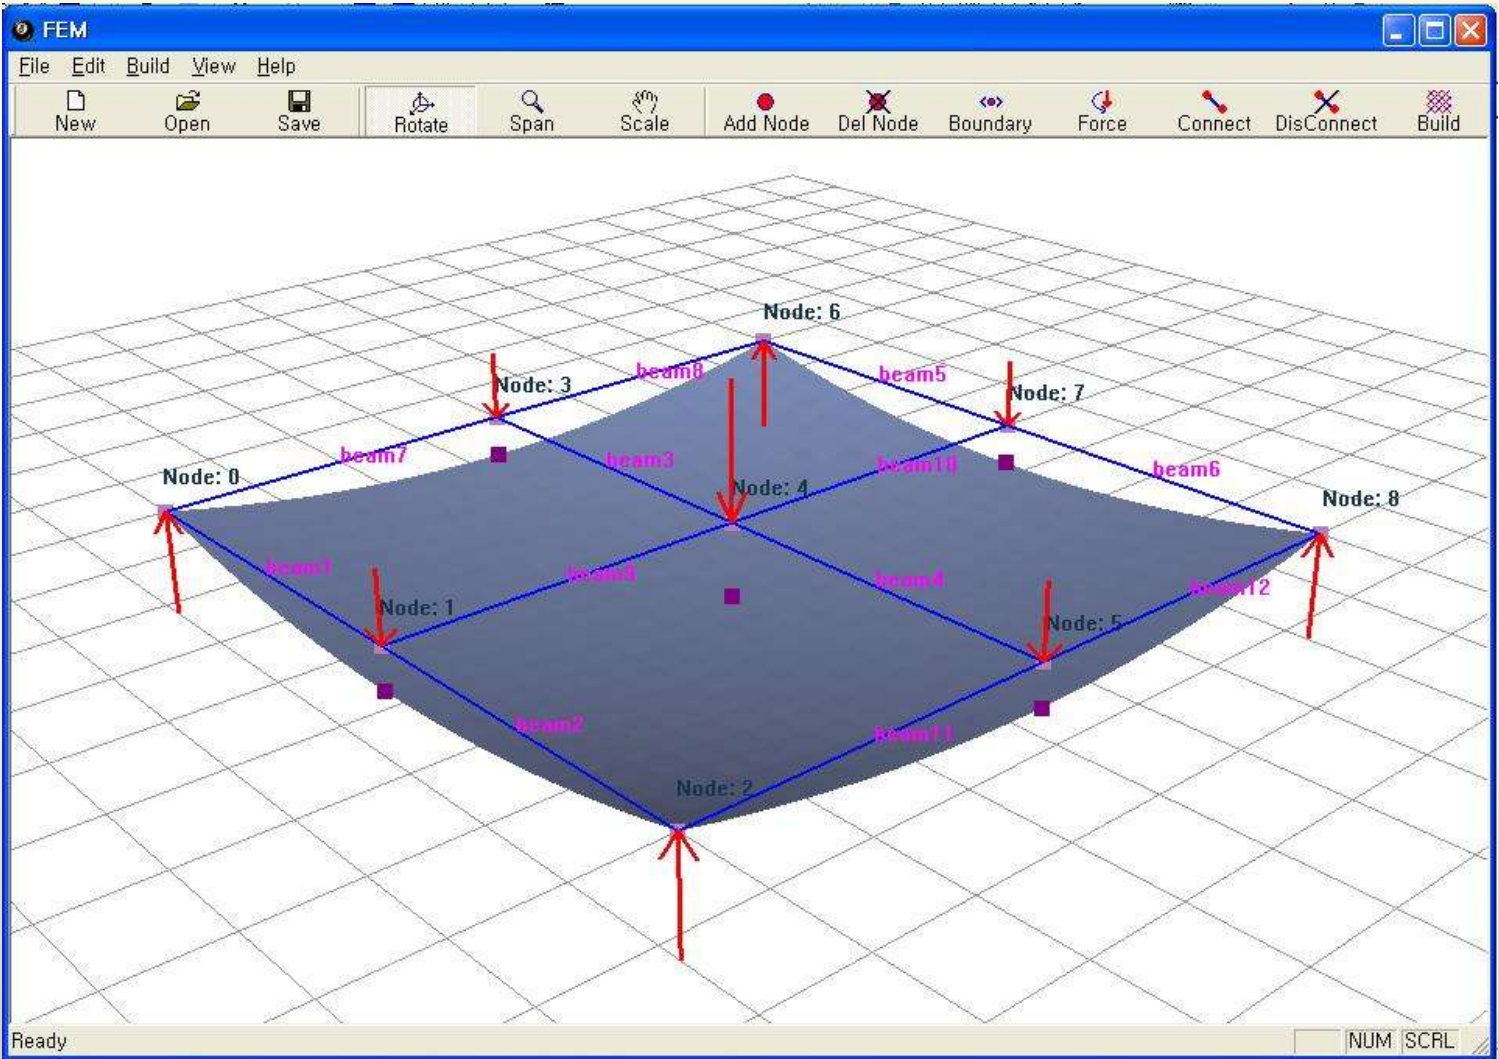 FEM
File Edit Build View Help
New Open Save Rotate Span Scale Add Node Del Node Boundary Force Connect DisConnect Build
Node: 6
beam8 beam5
Node: 3 Node: 7
beam7 beam3 beam10 beam6
Node: 0 Node: 4 Node: 8
beam1 beam9 beam4 beam12
Node: 1 Node: 5
beam2 beam11
Node: 2
Ready NUM SCRL